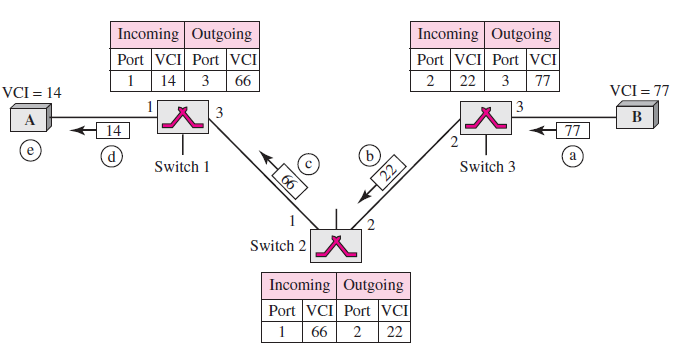 Incoming Outgoing
Port VCI Port VCI
1 14 3 66
Incoming Outgoing
Port VCI Port VCI
2 22 3 77
VCI = 14
A
e
14
d
1
3
Switch 1
66
c
b
22
2
3
Switch 3
77
a
VCI = 77
B
1
2
Switch 2
Incoming Outgoing
Port VCI Port VCI
1 66 2 22